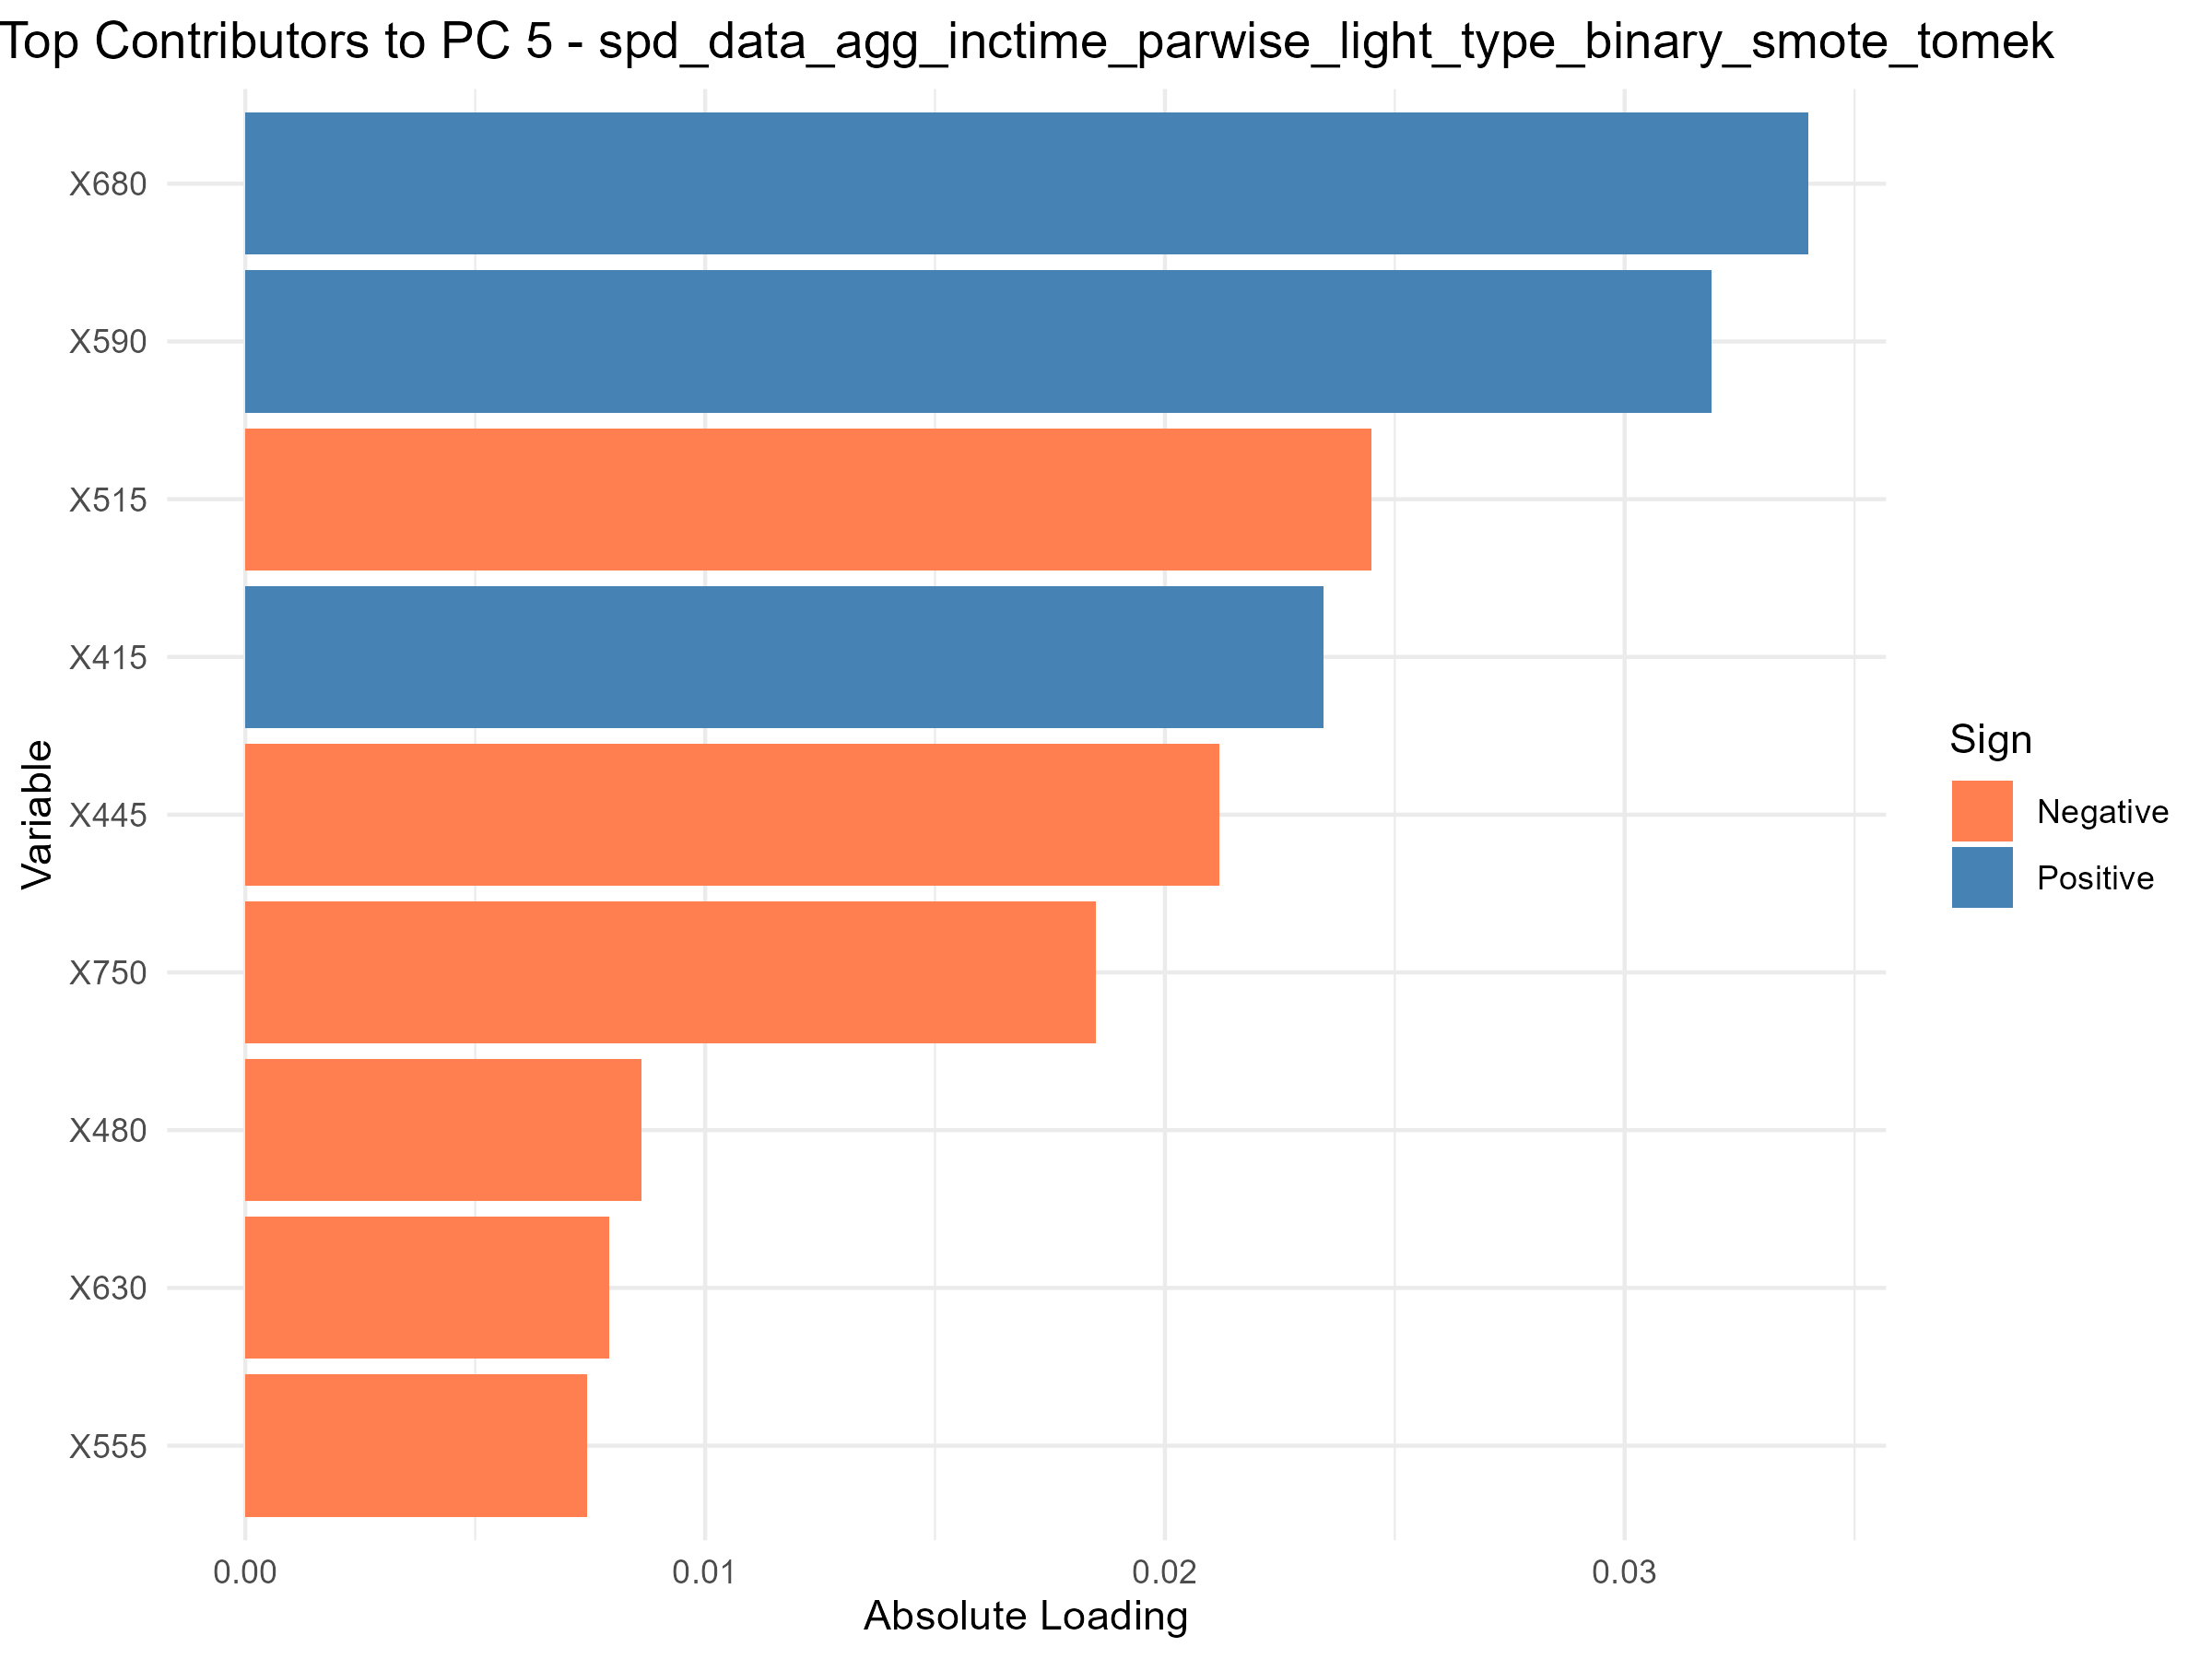 Top Contributors to PC 5 - spd_data_agg_inctime_parwise_light_type_binary_smote_tomek
Variable
X680
X590
X515
X415
X445
X750
X480
X630
X555
0.00 0.01 0.02 0.03
Absolute Loading
Sign
Negative
Positive